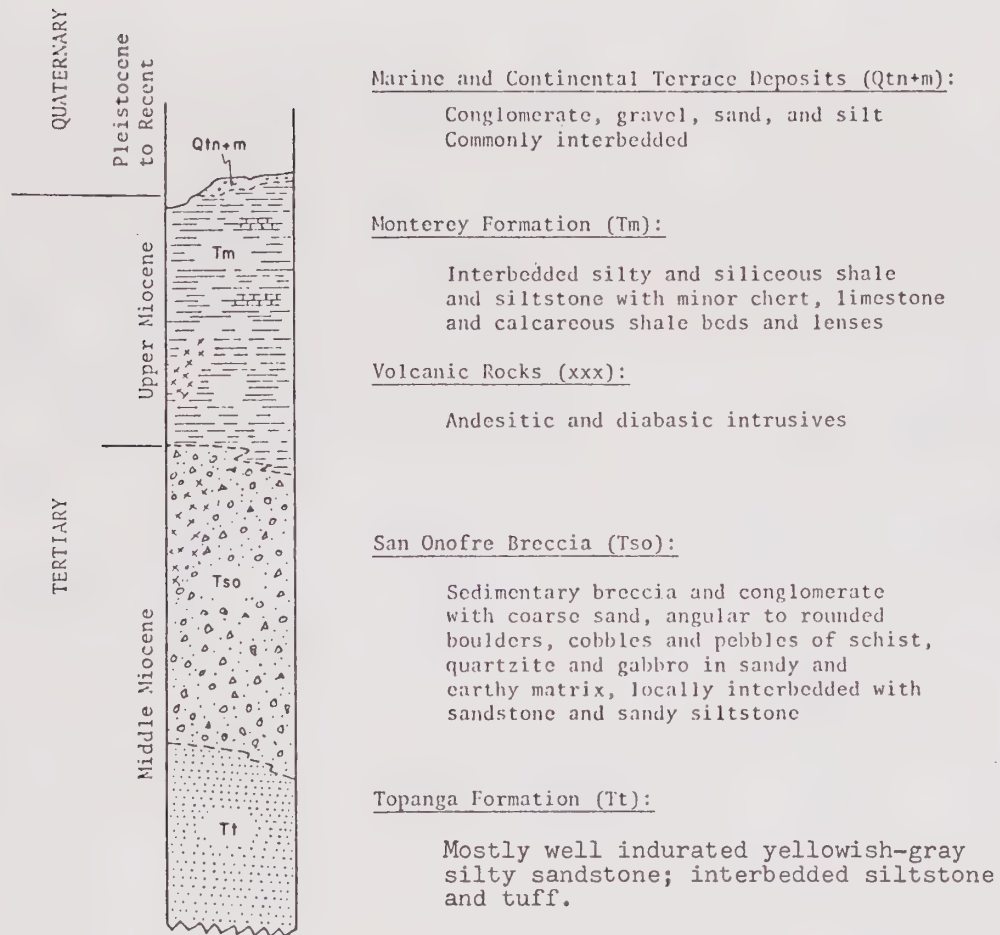 QUATERNARY
Pleistocene
to Recent
Qtn+m
Marine and Continental Terrace Deposits (Qtn+m):
Conglomerate, gravel, sand, and silt
Commonly interbedded
TERTIARY
Upper Miocene
Tm
Monterey Formation (Tm):
Interbedded silty and siliceous shale
and siltstone with minor chert, limestone
and calcareous shale beds and lenses
Volcanic Rocks (xxx):
Andesitic and diabasic intrusives
Middle Miocene
Tso
San Onofre Breccia (Tso):
Sedimentary breccia and conglomerate
with coarse sand, angular to rounded
boulders, cobbles and pebbles of schist,
quartzite and gabbro in sandy and
earthy matrix, locally interbedded with
sandstone and sandy siltstone
Tt
Topanga Formation (Tt):
Mostly well indurated yellowish-gray
silty sandstone; interbedded siltstone
and tuff.